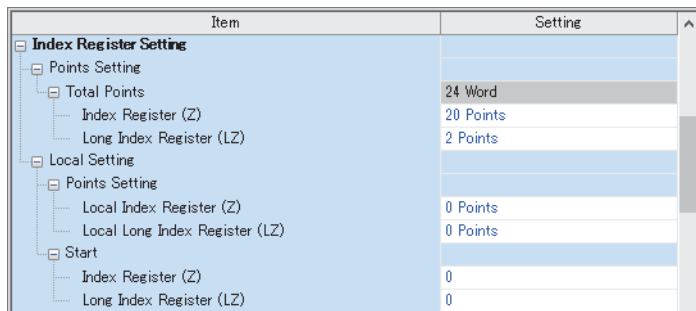 Item Setting
Index Register Setting
Points Setting
Total Points 24 Word
Index Register (Z) 20 Points
Long Index Register (LZ) 2 Points
Local Setting
Points Setting
Local Index Register (Z) 0 Points
Local Long Index Register (LZ) 0 Points
Start
Index Register (Z) 0
Long Index Register (LZ) 0